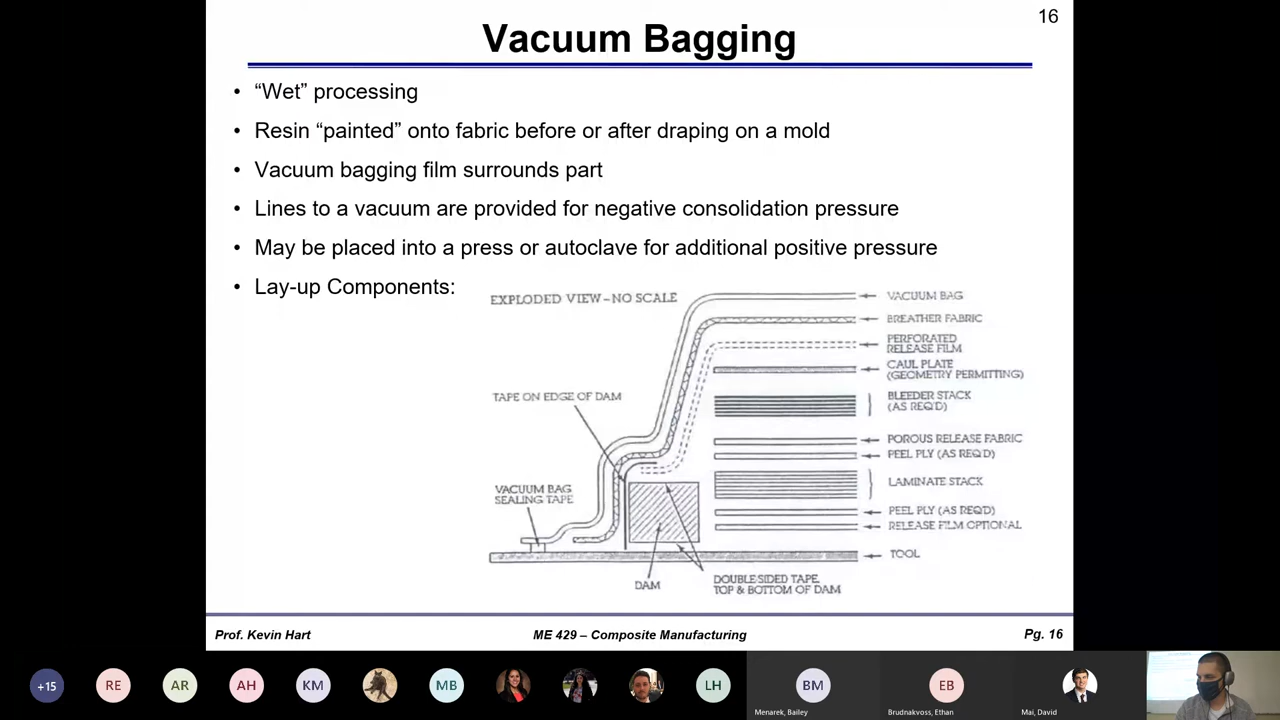 16
Vacuum Bagging
• “Wet” processing
• Resin “painted” onto fabric before or after draping on a mold
• Vacuum bagging film surrounds part
• Lines to a vacuum are provided for negative consolidation pressure
• May be placed into a press or autoclave for additional positive pressure
• Lay-up Components:
EXPLODED VIEW–NO SCALE
VACUUM BAG
BREATHER FABRIC
PERFORATED
RELEASE FILM
CAUL PLATE
(GEOMETRY PERMITTING)
TAPE ON EDGE OF DAM
BLEEDER STACK
(AS REQ'D)
POROUS RELEASE FABRIC
PEEL PLY (AS REQ'D)
VACUUM BAG
SEALING TAPE
LAMINATE STACK
PEEL PLY (AS REQ'D)
RELEASE FILM OPTIONAL
TOOL
DAM
DOUBLE SIDED TAPE,
TOP & BOTTOM OF DAM
Prof. Kevin Hart
ME 429 – Composite Manufacturing
Pg. 16
+15
RE
AR
AH
KM
MB
LH
BM
EB
Menarek, Bailey
Brudnakvoss, Ethan
Mai, David